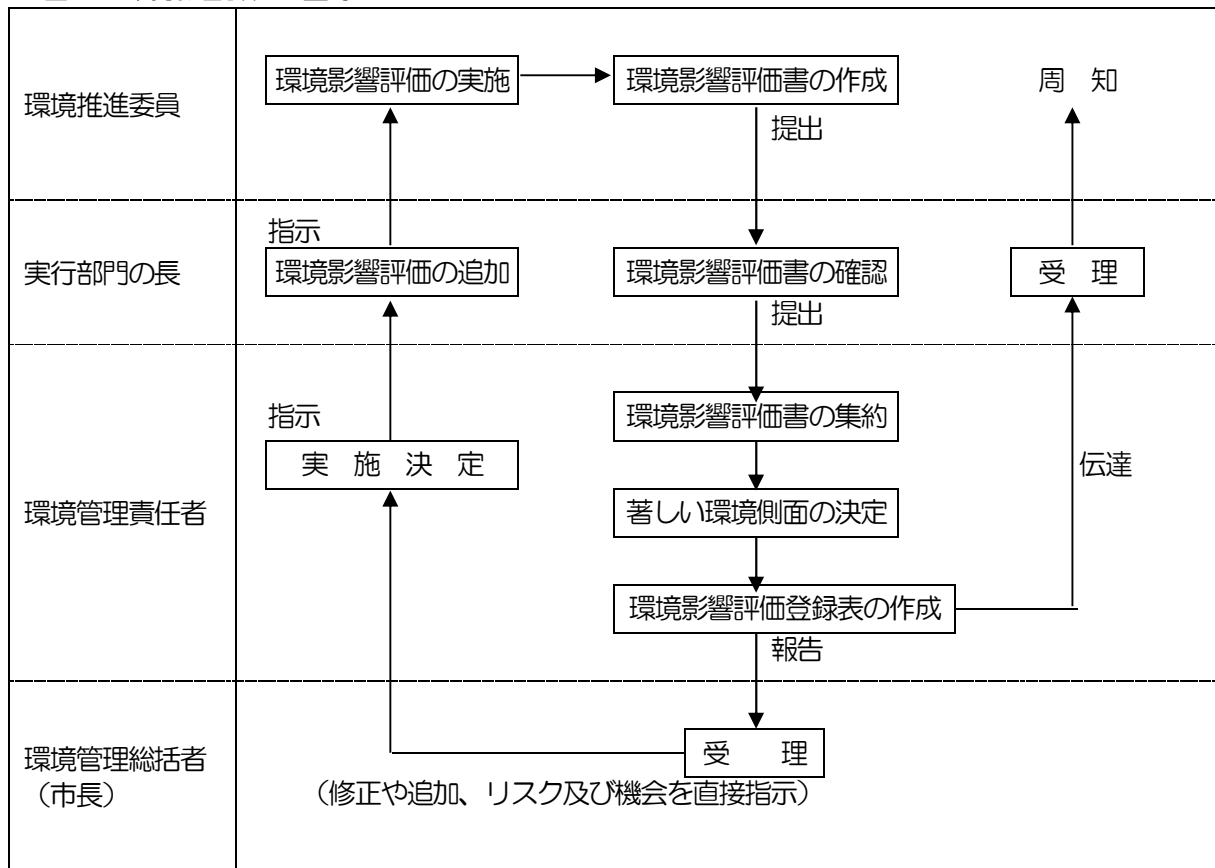 環境影響評価の実施
環境影響評価書の作成
周 知
環境推進委員
提出
指示
実行部門の長
環境影響評価の追加
環境影響評価書の確認
受 理
提出
指示
環境影響評価書の集約
実 施 決 定
伝達
環境管理責任者
著しい環境側面の決定
環境影響評価登録表の作成
報告
環境管理総括者
(市長)
受 理
(修正や追加、リスク及び機会を直接指示)